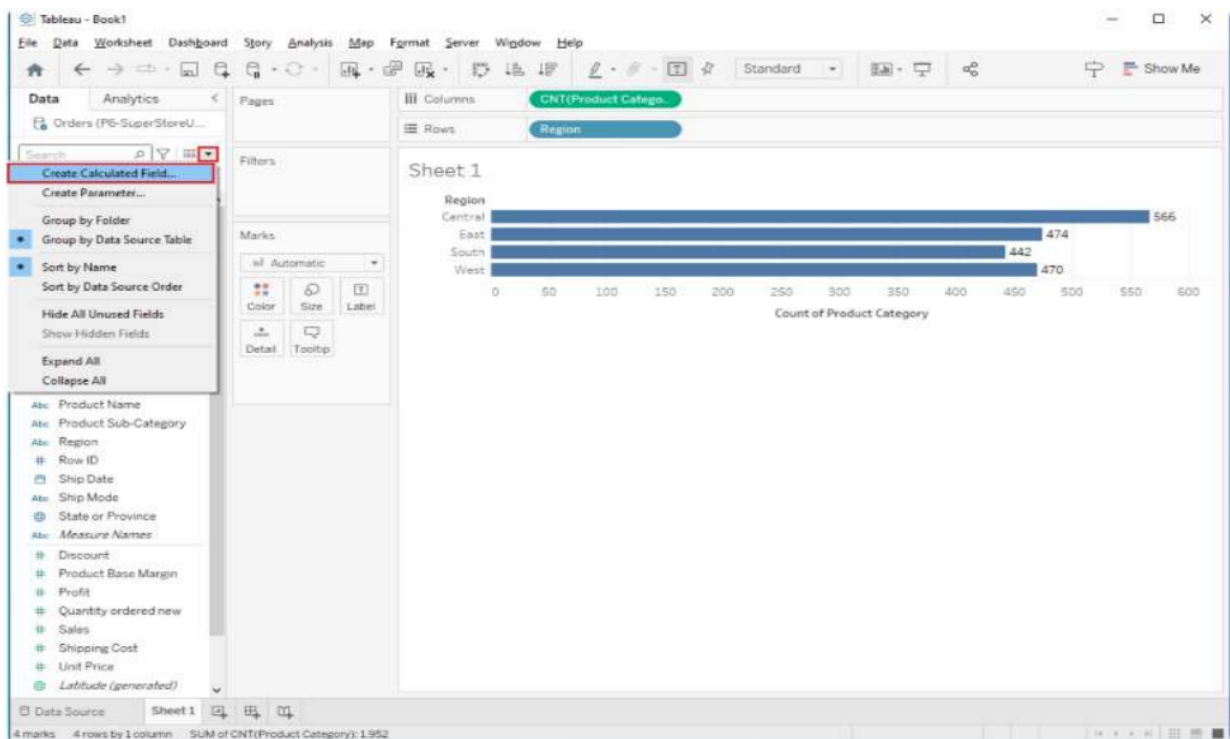 Tableau - Book1
File Data Worksheet Dashboard Story Analysis Map Format Server Window Help
Standard
Show Me
Data Analytics
Orders (P6-SuperStoreU...
Search
Create Calculated Field...
Create Parameter...
Group by Folder
Group by Data Source Table
Sort by Name
Sort by Data Source Order
Hide All Unused Fields
Show Hidden Fields
Expand All
Collapse All
Abc Product Name
Abc Product Sub-Category
Abc Region
# Row ID
Ship Date
Abc Ship Mode
State or Province
Abc Measure Names
# Discount
# Product Base Margin
# Profit
# Quantity ordered new
# Sales
# Shipping Cost
# Unit Price
Latitude (generated)
Pages
Filters
Marks
Automatic
Color Size Label
Detail Tooltip
Columns CNT(Product Catego..
Rows Region
Sheet 1
Region
Central 566
East 474
South 442
West 470
0 50 100 150 200 250 300 350 400 450 500 550 600
Count of Product Category
Data Source Sheet 1
4 marks 4 rows by 1 column SUM of CNT(Product Category): 1,952